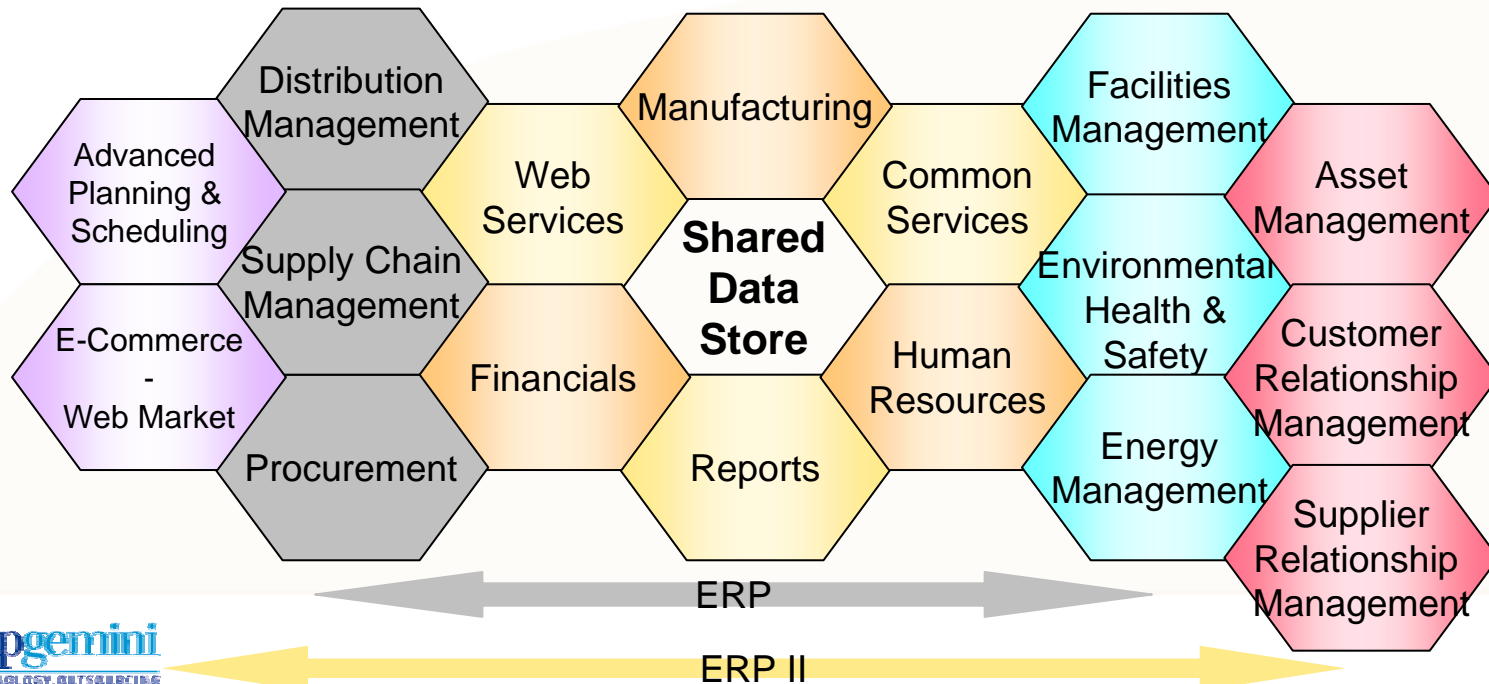 Distribution
Management
Advanced
Planning &
Scheduling
Supply Chain
Management
E-Commerce
-
Web Market
Procurement
Web
Services
Financials
Manufacturing
Shared
Data
Store
Reports
Common
Services
Human
Resources
Facilities
Management
Environmental
Health &
Safety
Energy
Management
Asset
Management
Customer
Relationship
Management
Supplier
Relationship
Management
ERP
pgemini
OUTSOURCING
ERP II